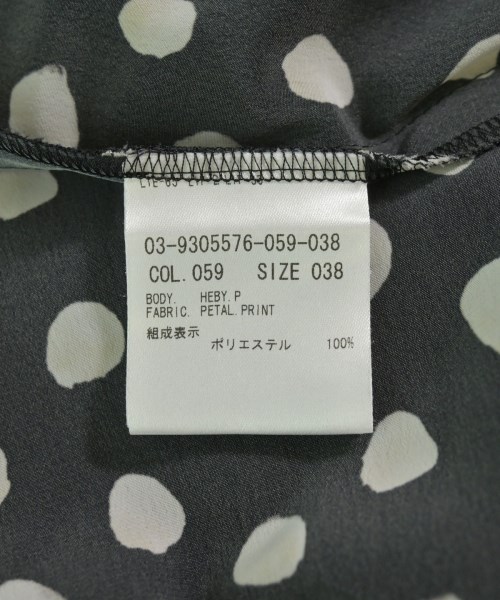 03-9305576-059-038
COL.059 SIZE 038
BODY. HEBY.P
FABRIC. PETAL.PRINT
組成表示
ポリエステル 100%